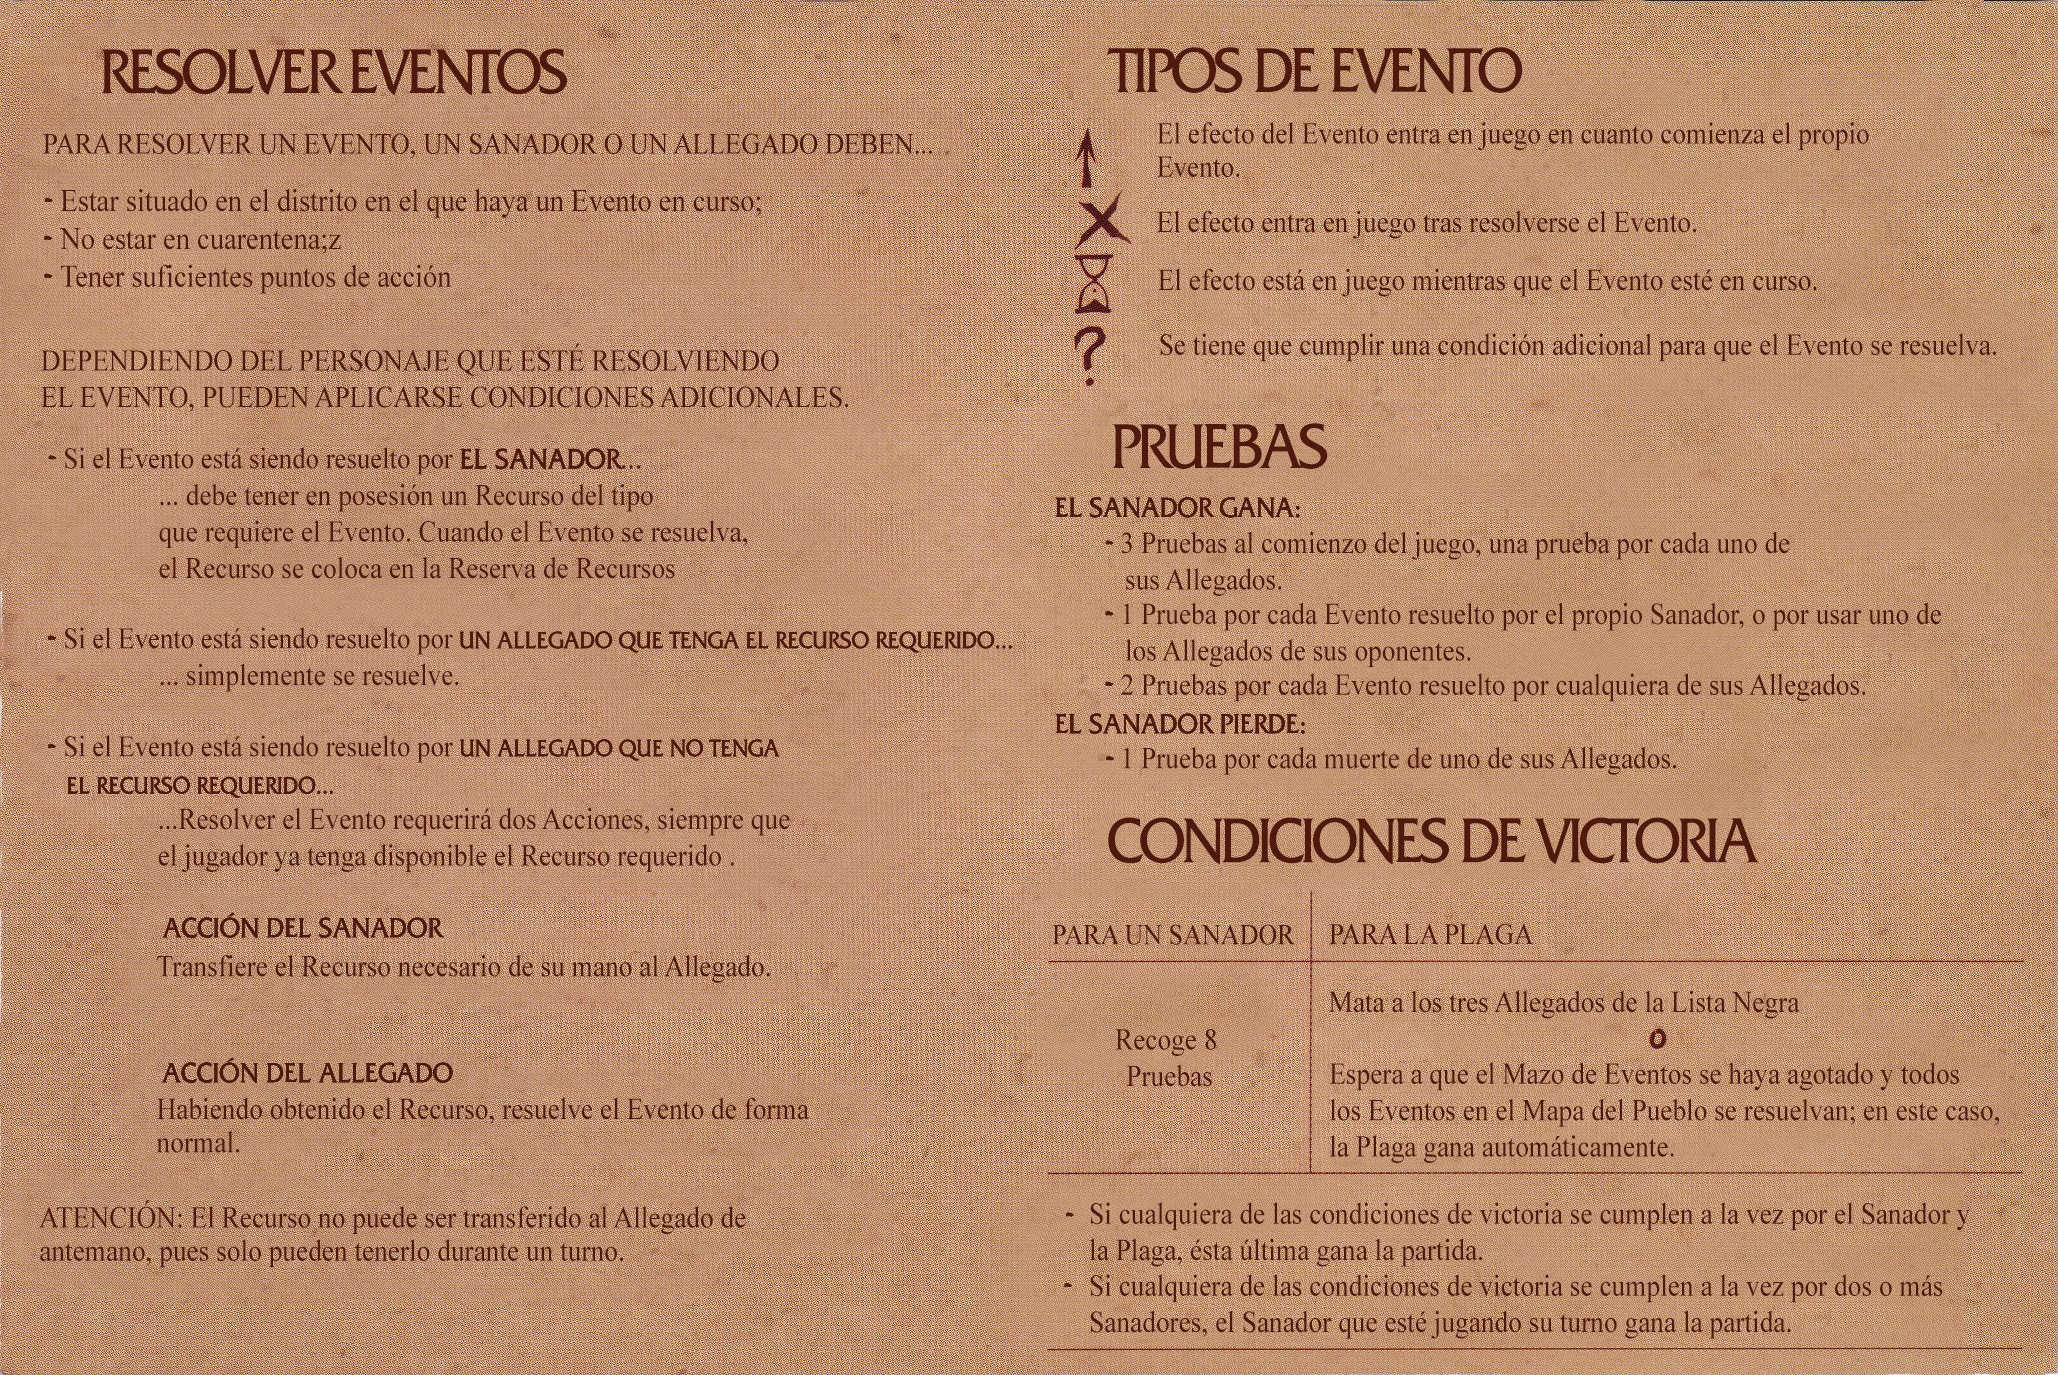 RESOLVER EVENTOS
PARA RESOLVER UN EVENTO, UN SANADOR O UN ALLEGADO DEBEN...
- Estar situado en el distrito en el que haya un Evento en curso;
- No estar en cuarentena;z
- Tener suficientes puntos de acción
DEPENDIENDO DEL PERSONAJE QUE ESTÉ RESOLVIENDO
EL EVENTO, PUEDEN APLICARSE CONDICIONES ADICIONALES.
- Si el Evento está siendo resuelto por EL SANADOR...
... debe tener en posesión un Recurso del tipo
que requiere el Evento. Cuando el Evento se resuelva,
el Recurso se coloca en la Reserva de Recursos
- Si el Evento está siendo resuelto por UN ALLEGADO QUE TENGA EL RECURSO REQUERIDO...
... simplemente se resuelve.
- Si el Evento está siendo resuelto por UN ALLEGADO QUE NO TENGA
EL RECURSO REQUERIDO...
...Resolver el Evento requerirá dos Acciones, siempre que
el jugador ya tenga disponible el Recurso requerido .
ACCIÓN DEL SANADOR
Transfiere el Recurso necesario de su mano al Allegado.
ACCIÓN DEL ALLEGADO
Habiendo obtenido el Recurso, resuelve el Evento de forma
normal.
ATENCIÓN: El Recurso no puede ser transferido al Allegado de
antemano, pues solo pueden tenerlo durante un turno.
TIPOS DE EVENTO
El efecto del Evento entra en juego en cuanto comienza el propio
Evento.
El efecto entra en juego tras resolverse el Evento.
El efecto está en juego mientras que el Evento esté en curso.
?
Se tiene que cumplir una condición adicional para que el Evento se resuelva.
PRUEBAS
EL SANADOR GANA:
- 3 Pruebas al comienzo del juego, una prueba por cada uno de
sus Allegados.
- 1 Prueba por cada Evento resuelto por el propio Sanador, o por usar uno de
los Allegados de sus oponentes.
- 2 Pruebas por cada Evento resuelto por cualquiera de sus Allegados.
EL SANADOR PIERDE:
- 1 Prueba por cada muerte de uno de sus Allegados.
CONDICIONES DE VICTORIA
PARA UN SANADOR
PARA LA PLAGA
Recoge 8
Pruebas
Mata a los tres Allegados de la Lista Negra
O
Espera a que el Mazo de Eventos se haya agotado y todos
los Eventos en el Mapa del Pueblo se resuelvan; en este caso,
la Plaga gana automáticamente.
- Si cualquiera de las condiciones de victoria se cumplen a la vez por el Sanador y
la Plaga, ésta última gana la partida.
- Si cualquiera de las condiciones de victoria se cumplen a la vez por dos o más
Sanadores, el Sanador que esté jugando su turno gana la partida.